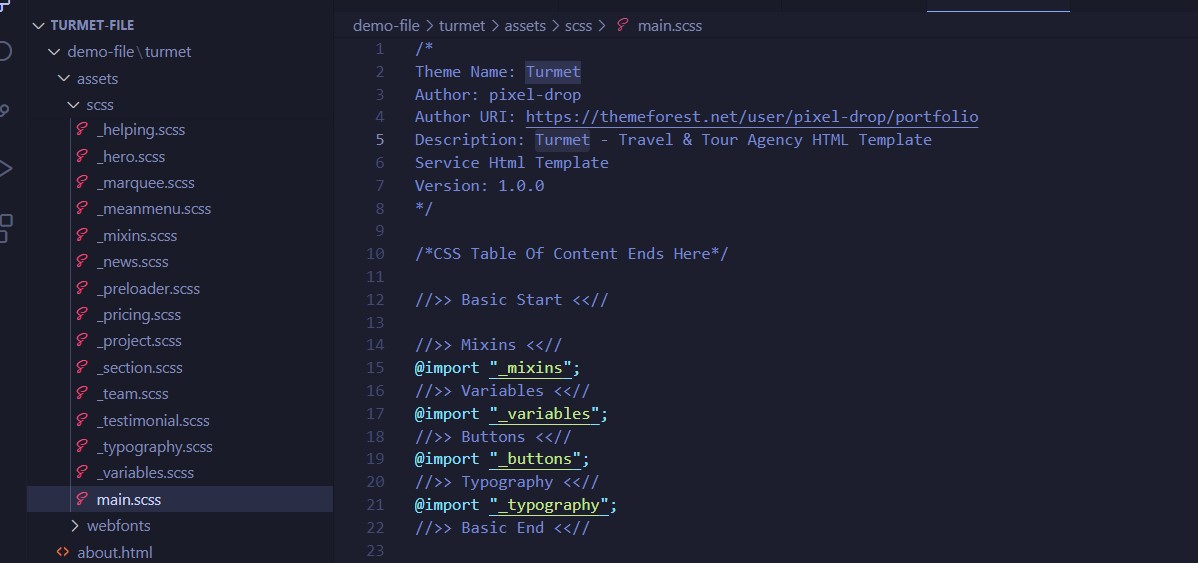 TURMET-FILE
demo-file\turmet
assets
scss
_helping.scss
_hero.scss
_marquee.scss
_meanmenu.scss
_mixins.scss
_news.scss
_preloader.scss
_pricing.scss
_project.scss
_section.scss
_team.scss
_testimonial.scss
_typography.scss
_variables.scss
main.scss
webfonts
about.html
demo-file > turmet > assets > scss > main.scss
1 /*
2 Theme Name: Turmet
3 Author: pixel-drop
4 Author URI: https://themeforest.net/user/pixel-drop/portfolio
5 Description: Turmet - Travel & Tour Agency HTML Template
6 Service Html Template
7 Version: 1.0.0
8 */
9
10 /*CSS Table Of Content Ends Here*/
11
12 //>> Basic Start <<//
13
14 //>> Mixins <<//
15 @import "_mixins";
16 //>> Variables <<//
17 @import "_variables";
18 //>> Buttons <<//
19 @import "_buttons";
20 //>> Typography <<//
21 @import "_typography";
22 //>> Basic End <<//
23